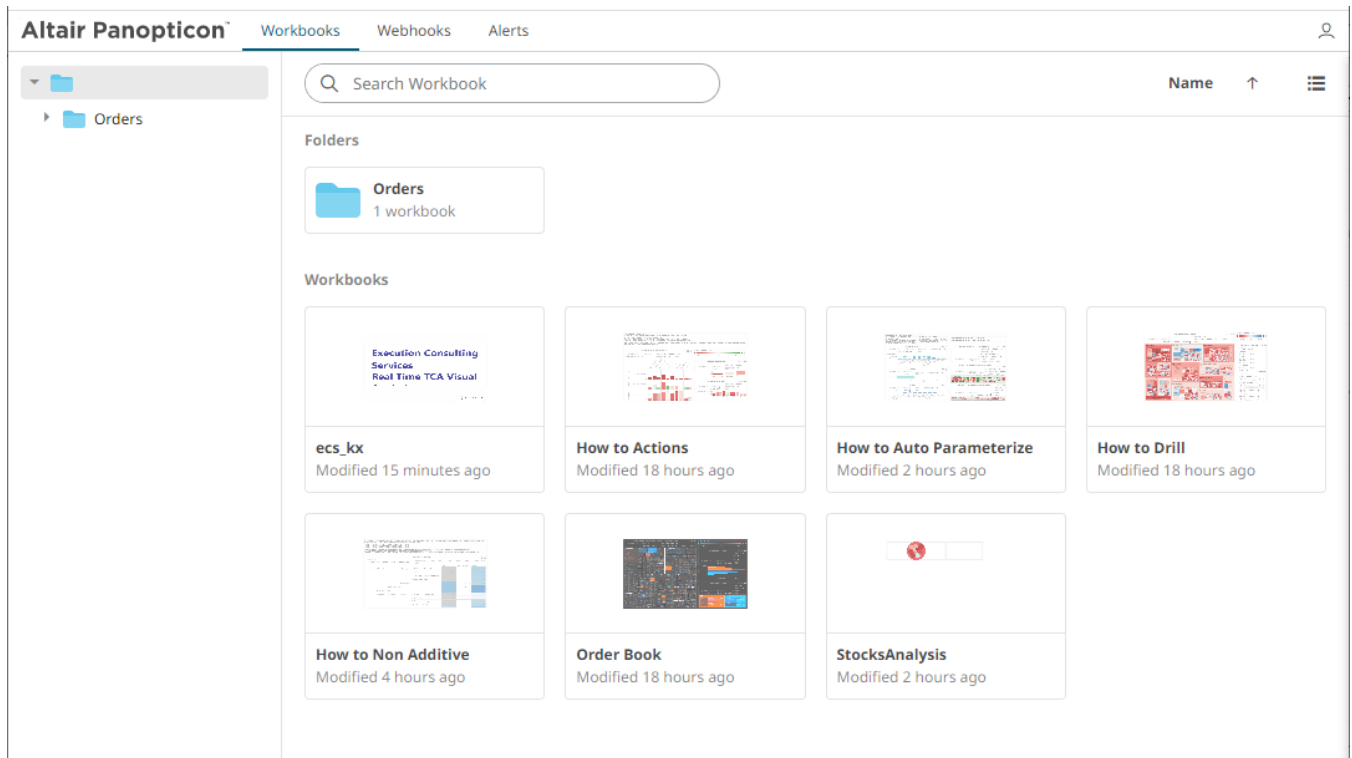 Altair Panopticon™ Workbooks Webhooks Alerts
Search Workbook Name
Orders
Folders
Orders
1 workbook
Workbooks
Execution Consulting
Services
Real Time TCA Visual
ecs_kx How to Actions How to Auto Parameterize How to Drill
Modified 15 minutes ago Modified 18 hours ago Modified 2 hours ago Modified 18 hours ago
How to Non Additive Order Book StocksAnalysis
Modified 4 hours ago Modified 18 hours ago Modified 2 hours ago